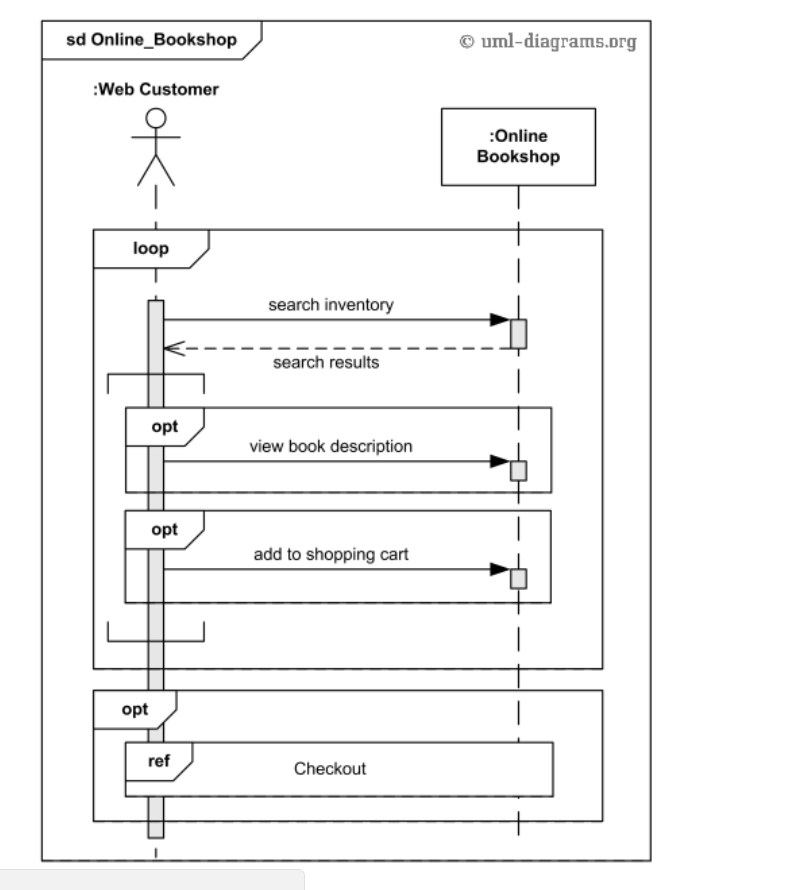 sd Online_Bookshop
© uml-diagrams.org
:Web Customer
:Online
Bookshop
loop
search inventory
search results
opt
view book description
opt
add to shopping cart
opt
ref
Checkout